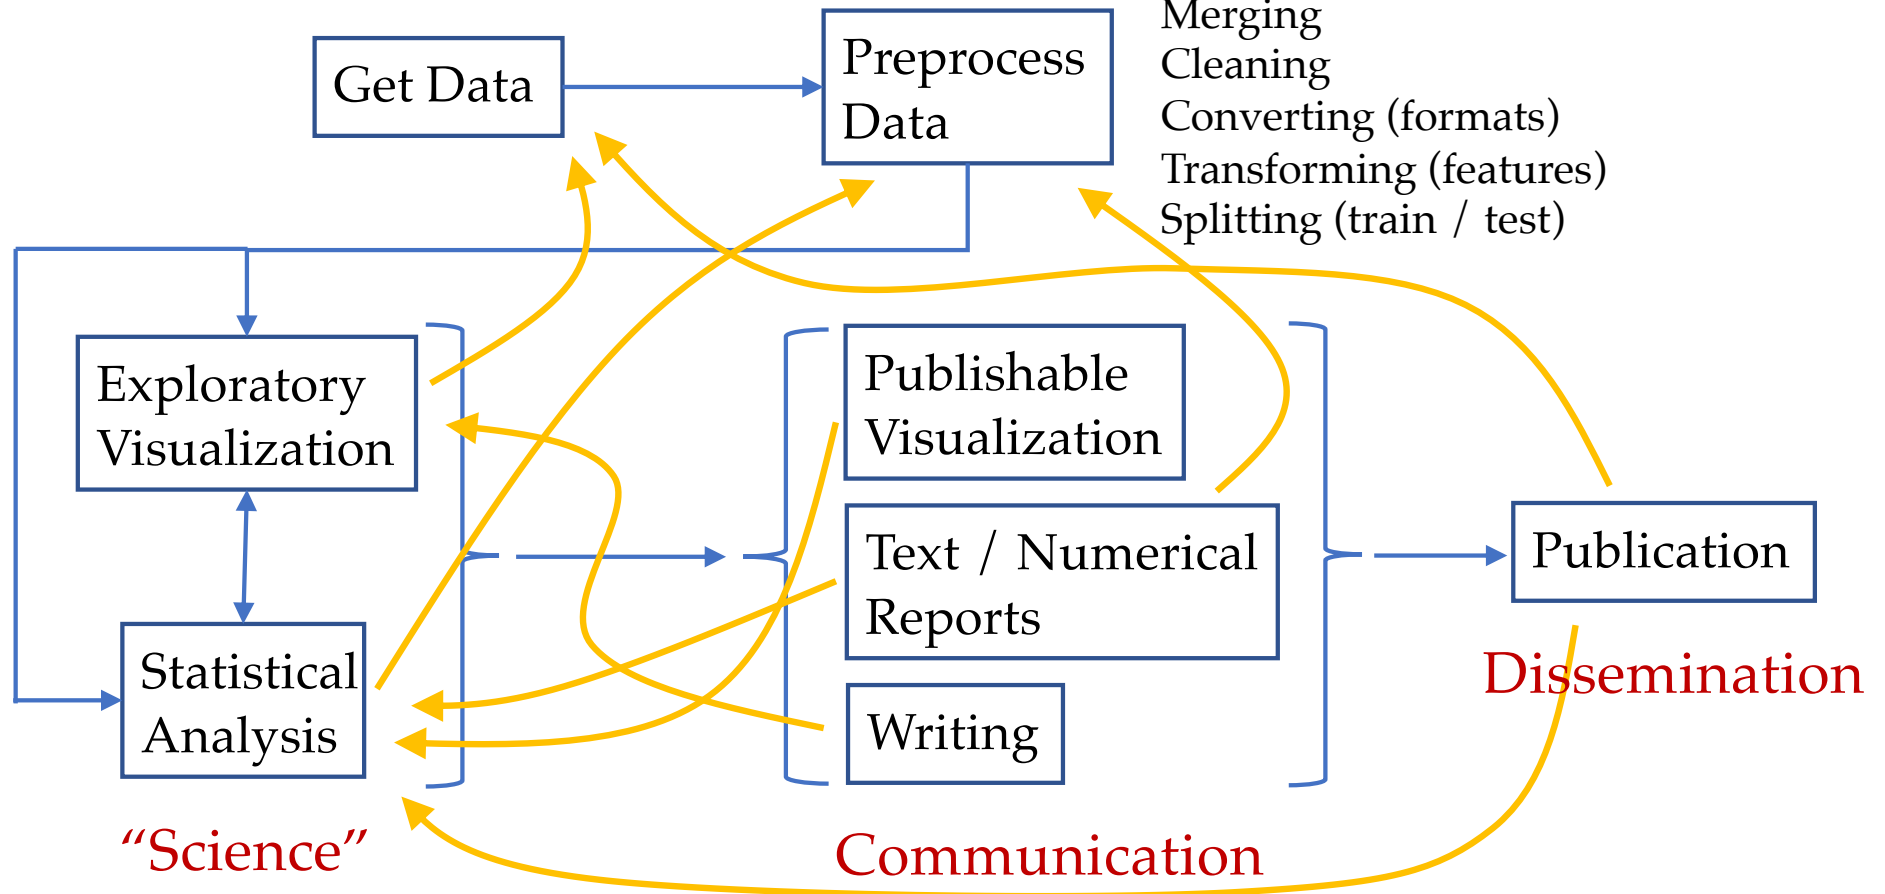 Get Data
Preprocess
Data
Merging
Cleaning
Converting (formats)
Transforming (features)
Splitting (train / test)
Exploratory
Visualization
Statistical
Analysis
“Science”
Publishable
Visualization
Text / Numerical
Reports
Writing
Communication
Publication
Dissemination